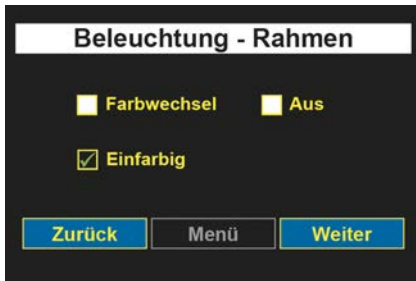 Beleuchtung - Rahmen
Farbwechsel Aus
Einfarbig
Zurück Menü Weiter